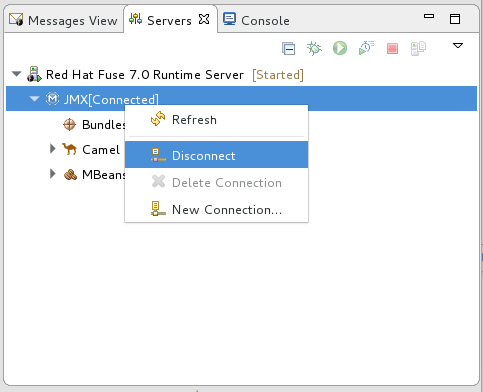 Messages View
Servers
Console
Red Hat Fuse 7.0 Runtime Server [Started]
JMX[Connected]
Bundles
Camel
MBeans
Refresh
Disconnect
Delete Connection
New Connection...